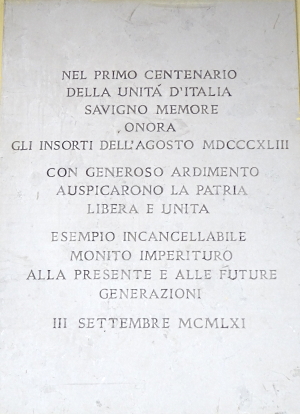 NEL PRIMO CENTENARIO
DELLA UNITÁ D'ITALIA
SAVIGNO MEMORE
ONORA
GLI INSORTI DELL'AGOSTO MDCCCXLIII
CON GENEROSO ARDIMENTO
AUSPICARONO LA PATRIA
LIBERA E UNITA
ESEMPIO INCANCELLABILE
MONITO IMPERITURO
ALLA PRESENTE E ALLE FUTURE
GENERAZIONI
III SETTEMBRE MCMLXI